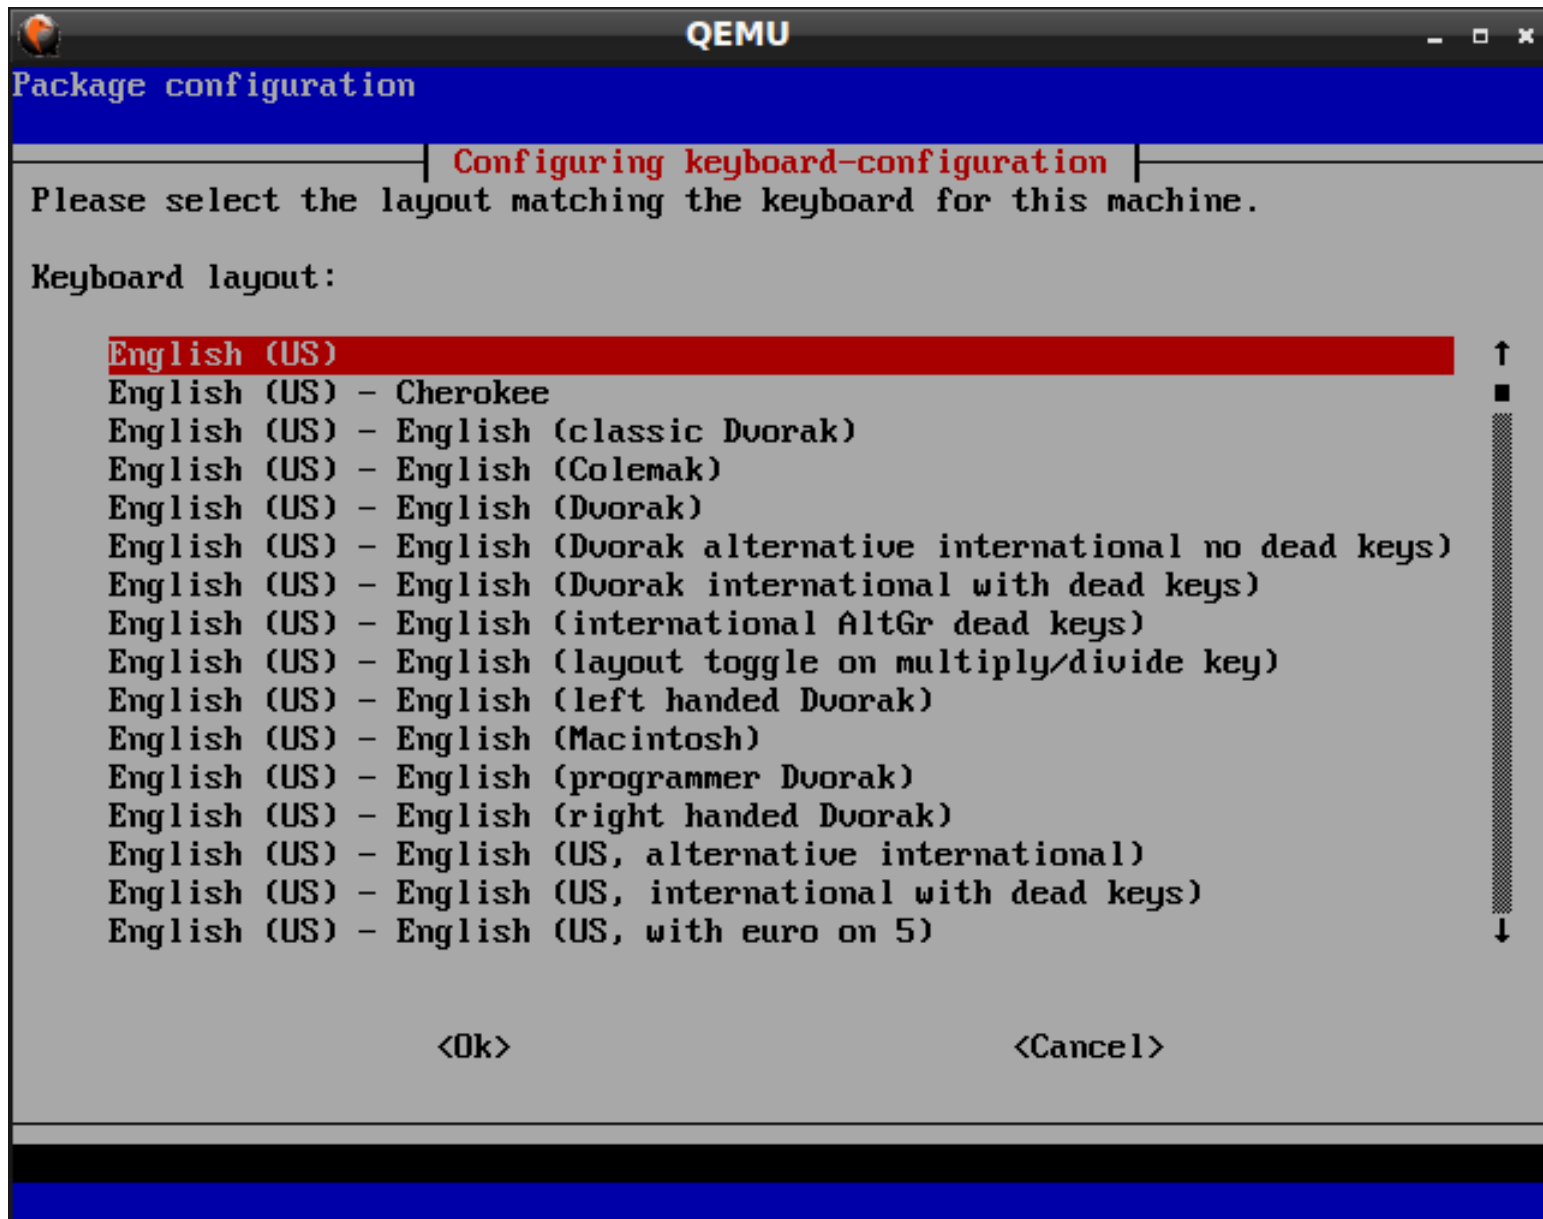 QEMU
Package configuration
Configuring keyboard-configuration
Please select the layout matching the keyboard for this machine.
Keyboard layout:
English (US)
English (US) - Cherokee
English (US) - English (classic Dvorak)
English (US) - English (Colemak)
English (US) - English (Dvorak)
English (US) - English (Dvorak alternative international no dead keys)
English (US) - English (Dvorak international with dead keys)
English (US) - English (international AltGr dead keys)
English (US) - English (layout toggle on multiply/divide key)
English (US) - English (left handed Dvorak)
English (US) - English (Macintosh)
English (US) - English (programmer Dvorak)
English (US) - English (right handed Dvorak)
English (US) - English (US, alternative international)
English (US) - English (US, international with dead keys)
English (US) - English (US, with euro on 5)
<Ok> <Cancel>